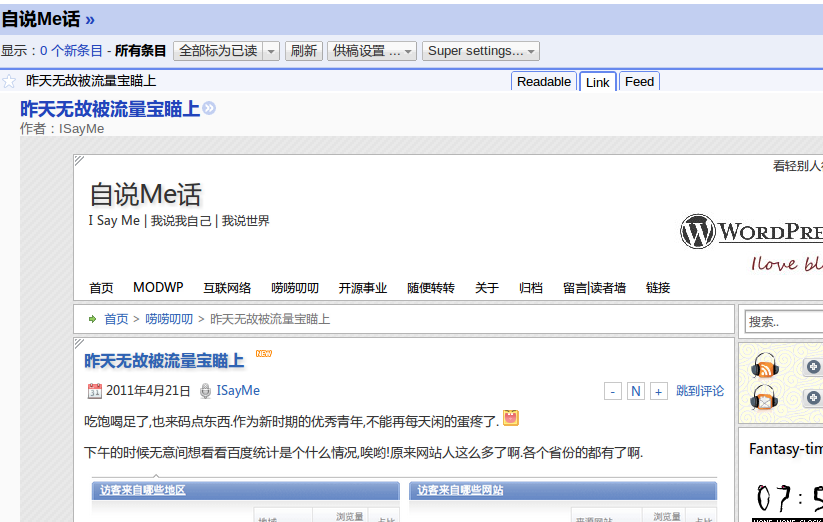 自说Me话 »
显示：0 个新条目 - 所有条目 全部标为已读 刷新 供稿设置 ... Super settings...
昨天无故被流量宝瞄上 Readable Link Feed
昨天无故被流量宝瞄上
作者：ISayMe
看轻别人
自说Me话
I Say Me | 我说我自己 | 我说世界
WORDPRE
I love bl
首页 MODWP 互联网络 唠唠叨叨 开源事业 随便转转 关于 归档 留言|读者墙 链接
首页 > 唠唠叨叨 > 昨天无故被流量宝瞄上
搜索..
昨天无故被流量宝瞄上 NEW
2011年4月21日 ISayMe - N + 跳到评论
吃饱喝足了,也来码点东西.作为新时期的优秀青年,不能再每天闲的蛋疼了.
下午的时候无意间想看看百度统计是个什么情况,唉哟!原来网站人这么多了啊.各个省份的都有了啊.
Fantasy-tim
访客来自哪些地区 访客来自哪些网站
地域 浏览量 占比 来源网站 浏览量 占比
07:5